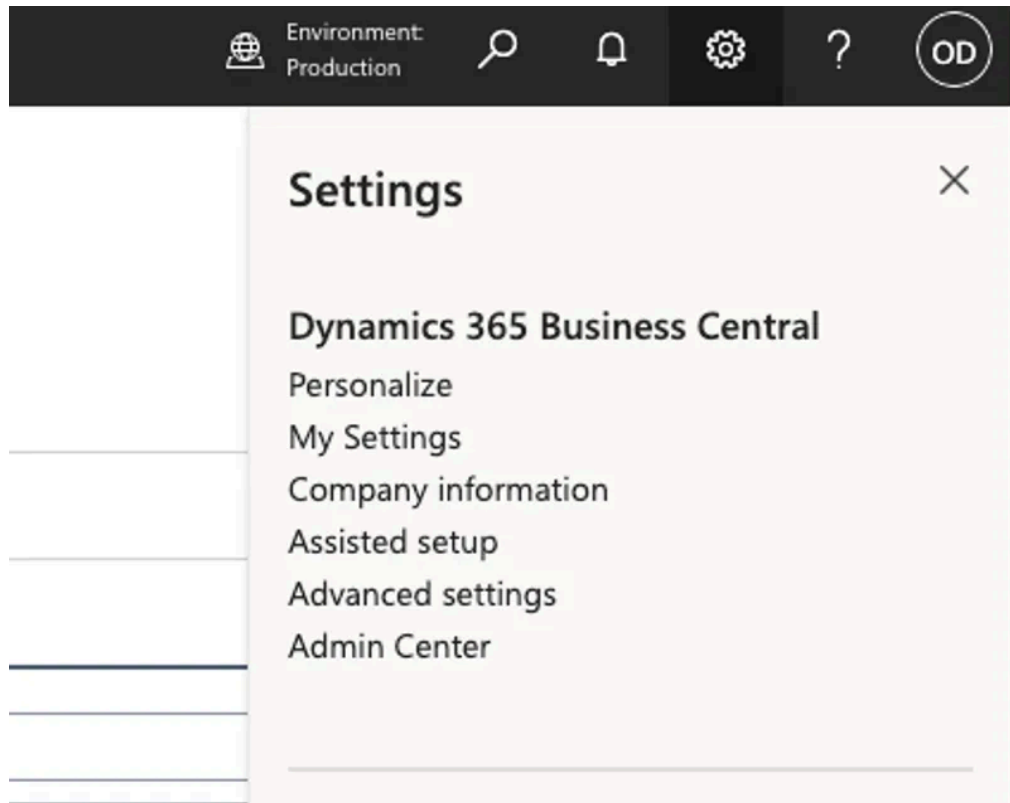 Environment:
Production
?
OD
Settings
Dynamics 365 Business Central
Personalize
My Settings
Company information
Assisted setup
Advanced settings
Admin Center